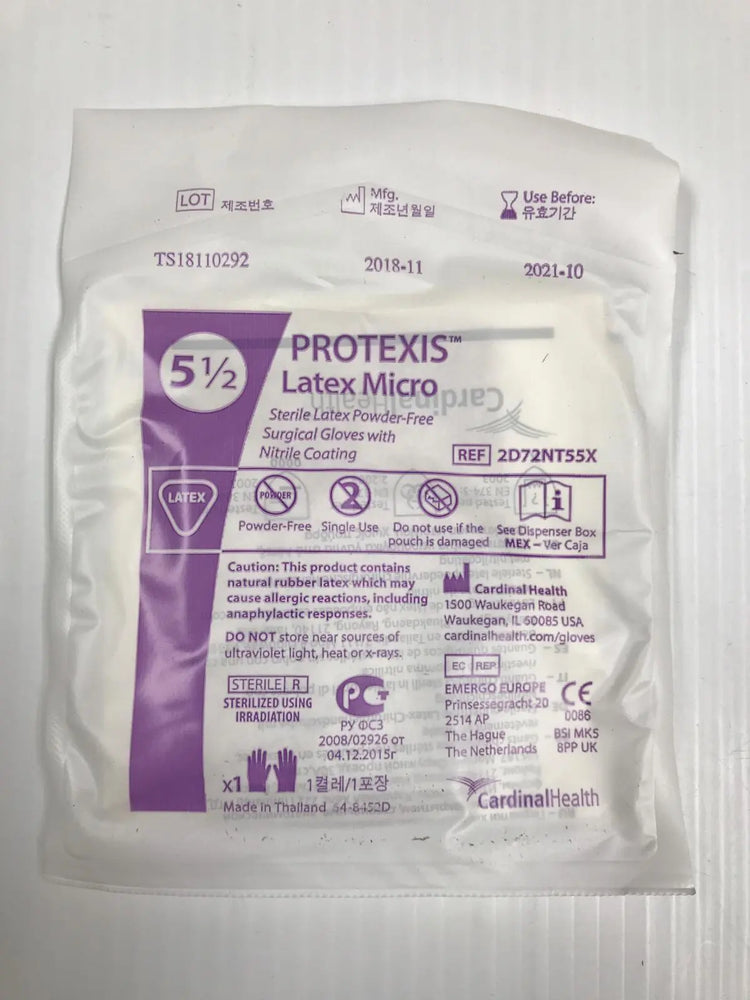 LOT 제조번호
Mfg.
제조년월일
Use Before:
유효기간
TS18110292
2018-11
2021-10
5 1/2
PROTEXIS™
Latex Micro
Sterile Latex Powder-Free
Surgical Gloves with
Nitrile Coating
REF 2D72NT55X
LATEX
POWDER
2
i
Powder-Free
Single Use
Do not use if the
pouch is damaged
See Dispenser Box
MEX – Ver Caja
Caution: This product contains
natural rubber latex which may
cause allergic reactions, including
anaphylactic responses.
DO NOT store near sources of
ultraviolet light, heat or x-rays.
Cardinal Health
1500 Waukegan Road
Waukegan, IL 60085 USA
cardinalhealth.com/gloves
STERILE R
STERILIZED USING
IRRADIATION
РУ ФСЗ
2008/02926 от
04.12.2015г
EC REP
EMERGO EUROPE
Prinsessegracht 20
2514 AP
The Hague
The Netherlands
CE
0086
BSI MK5
8PP UK
x1
1켤레/1포장
Made in Thailand 64-8452D
CardinalHealth